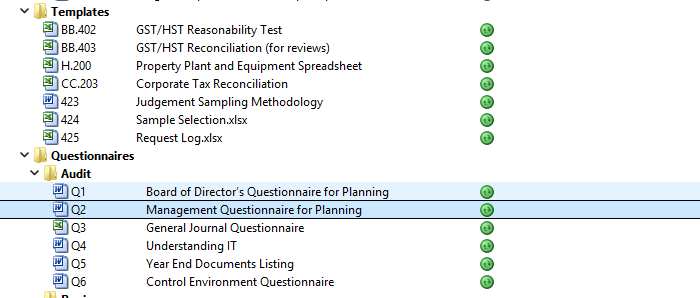 Templates
BB.402 GST/HST Reasonability Test
BB.403 GST/HST Reconciliation (for reviews)
H.200 Property Plant and Equipment Spreadsheet
CC.203 Corporate Tax Reconciliation
423 Judgement Sampling Methodology
424 Sample Selection.xlsx
425 Request Log.xlsx
Questionnaires
Audit
Q1 Board of Director's Questionnaire for Planning
Q2 Management Questionnaire for Planning
Q3 General Journal Questionnaire
Q4 Understanding IT
Q5 Year End Documents Listing
Q6 Control Environment Questionnaire